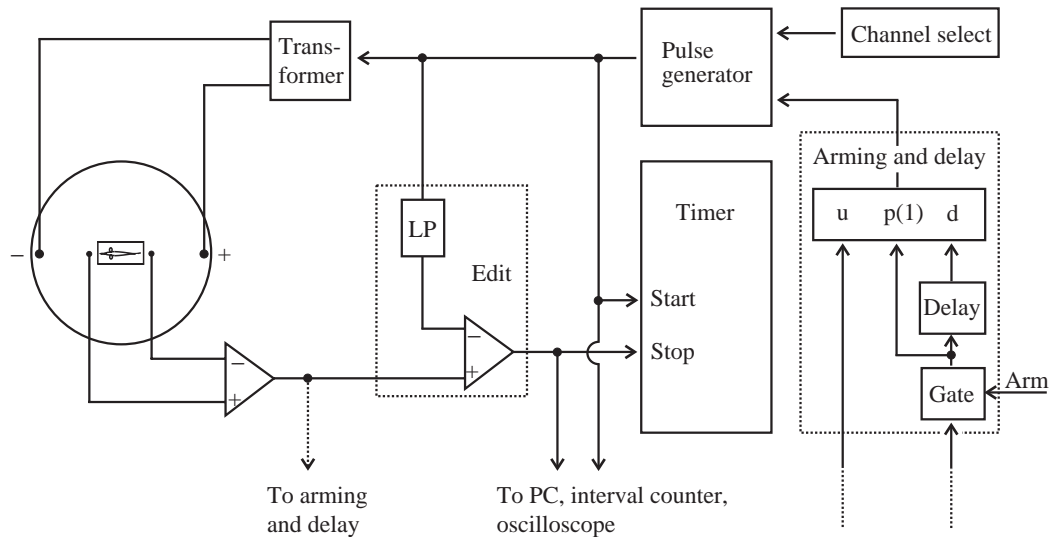 Trans-
former
Pulse
generator
Channel select
Arming and delay
u p(1) d
Timer
LP
Edit
− +
Delay
Start
Stop
−
+
−
+
Gate
Arm
To arming
and delay
To PC, interval counter,
oscilloscope